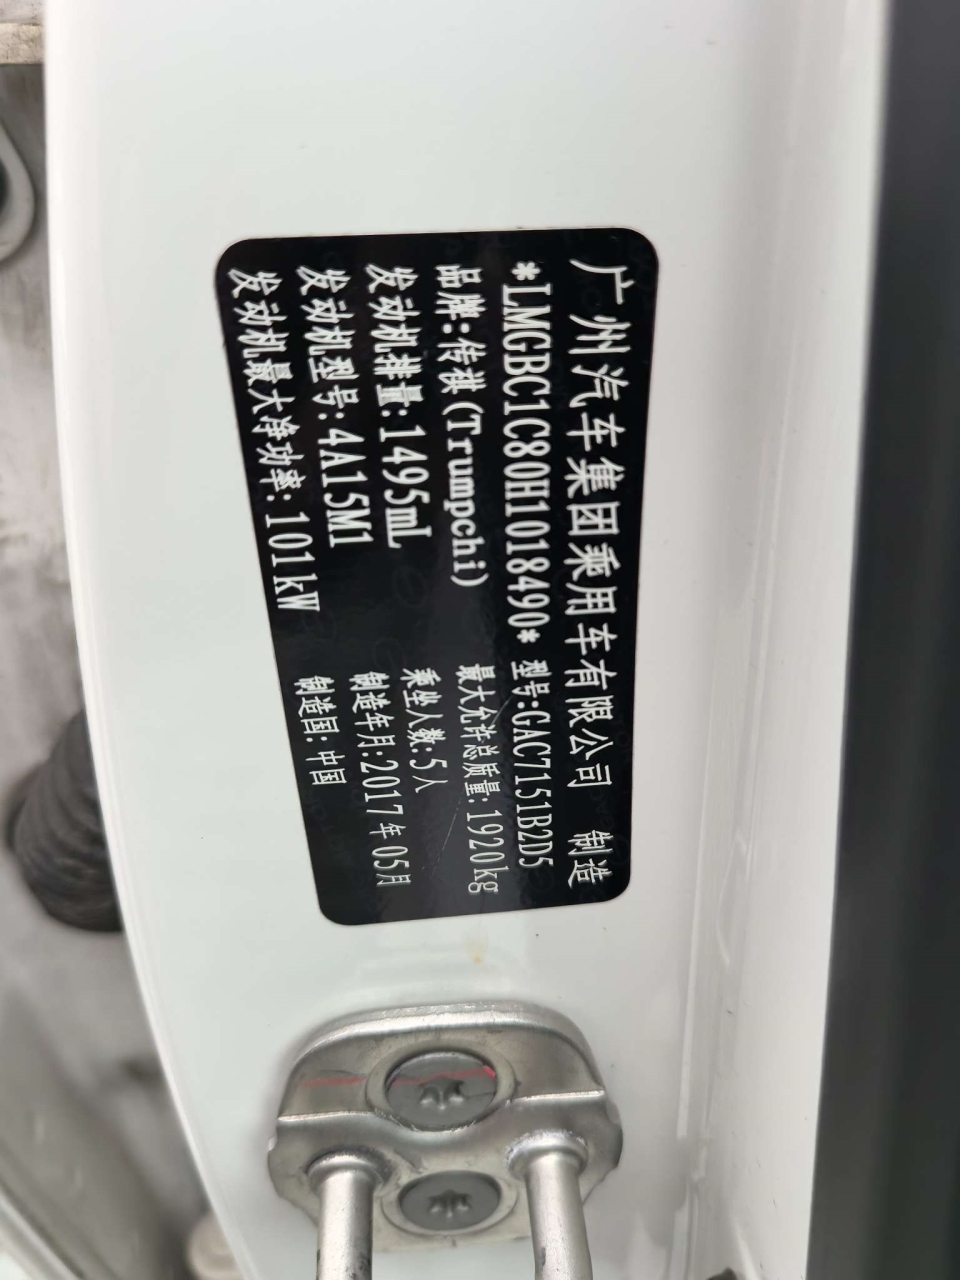 广州汽车集团乘用车有限公司 制造
*LMGBC1C80H1018490* 型号:GAC7151B2D5
品牌:传祺(Trumpchi) 最大允许总质量:1920kg
发动机排量:1495mL 乘坐人数:5人
发动机型号:4A15M1 制造年月:2017年05月
发动机最大净功率:101kW 制造国:中国